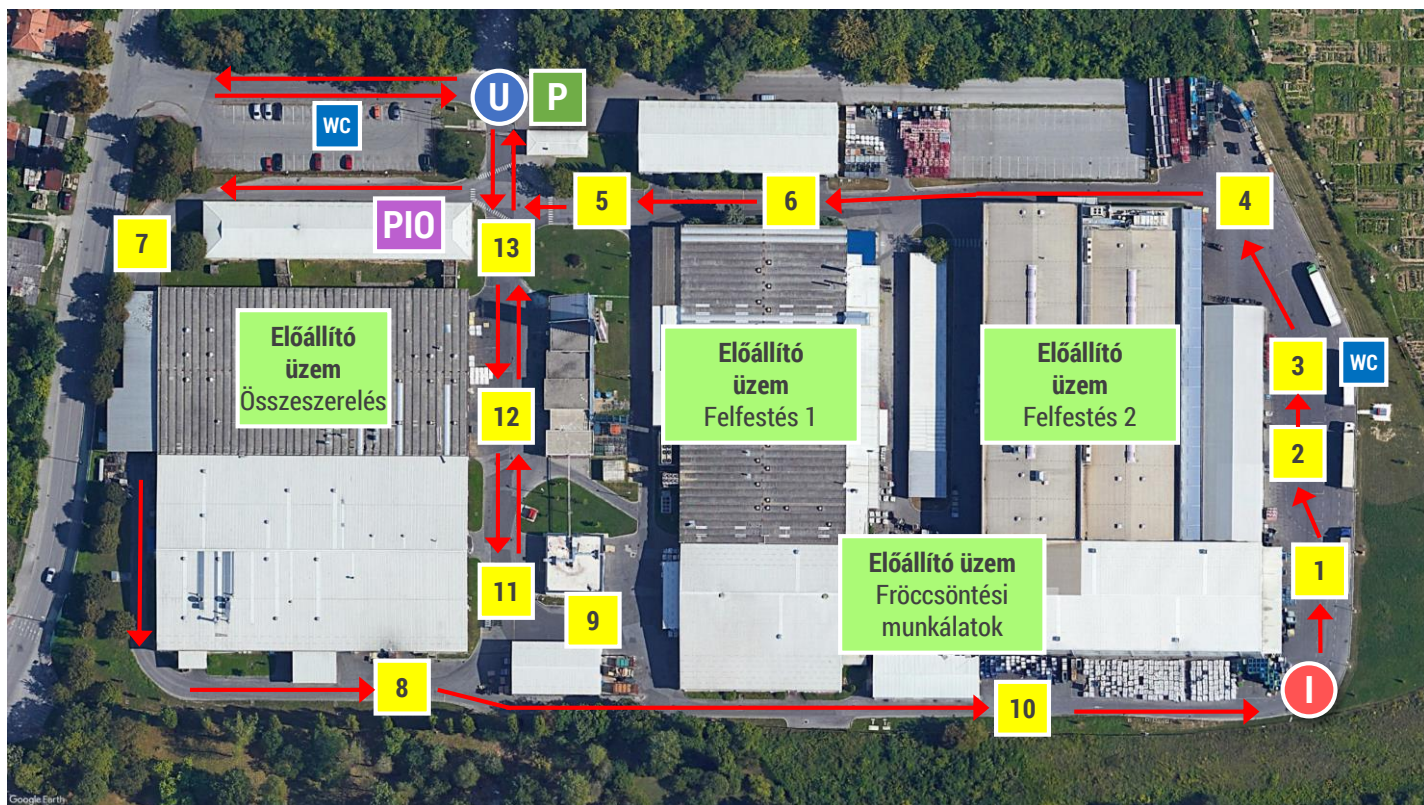 U
P
WC
5
6
4
PIO
7
13
Előállító
üzem
Összeszerelés
Előállító
üzem
Felfestés 1
Előállító
üzem
Felfestés 2
3
WC
12
2
Előállító üzem
Fröccsöntési
munkálatok
1
11
9
8
10
I
Google Earth